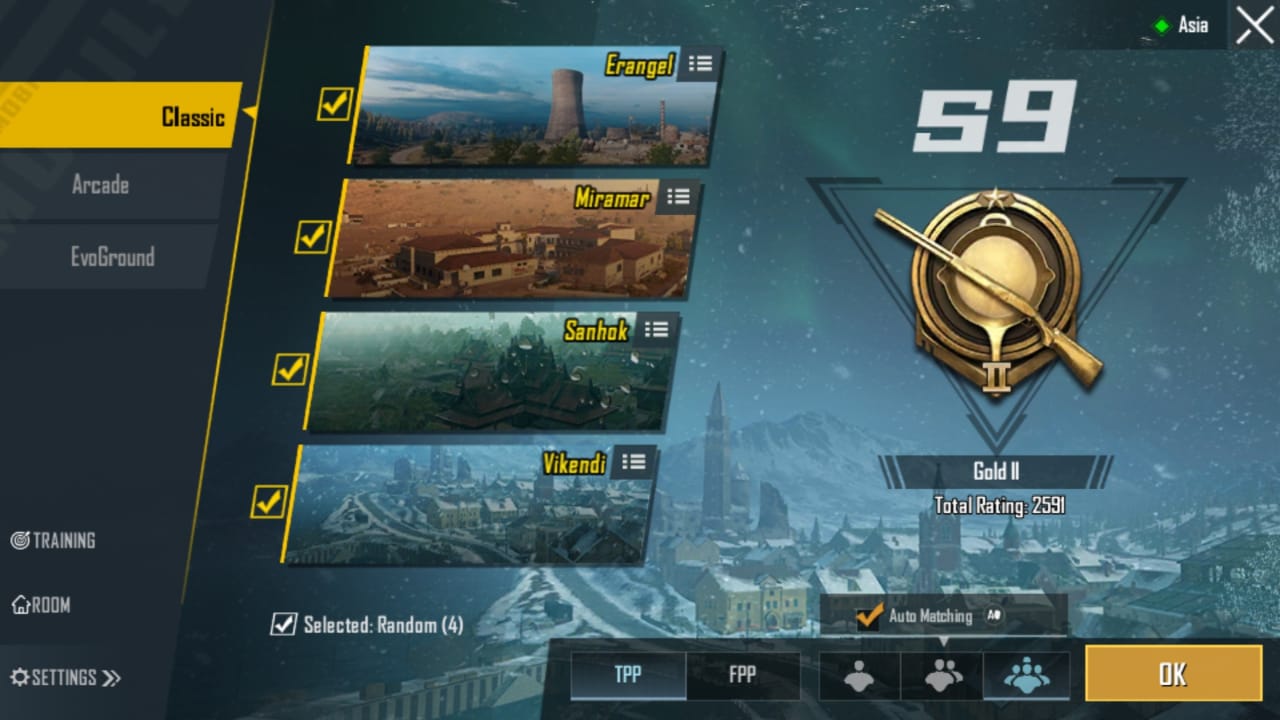 Asia
Classic
Arcade
EvoGround
TRAINING
ROOM
SETTINGS
Erangel
Miramar
Sanhok
Vikendi
Selected: Random (4)
S9
II
Gold II
Total Rating: 2591
Auto Matching
TPP
FPP
OK